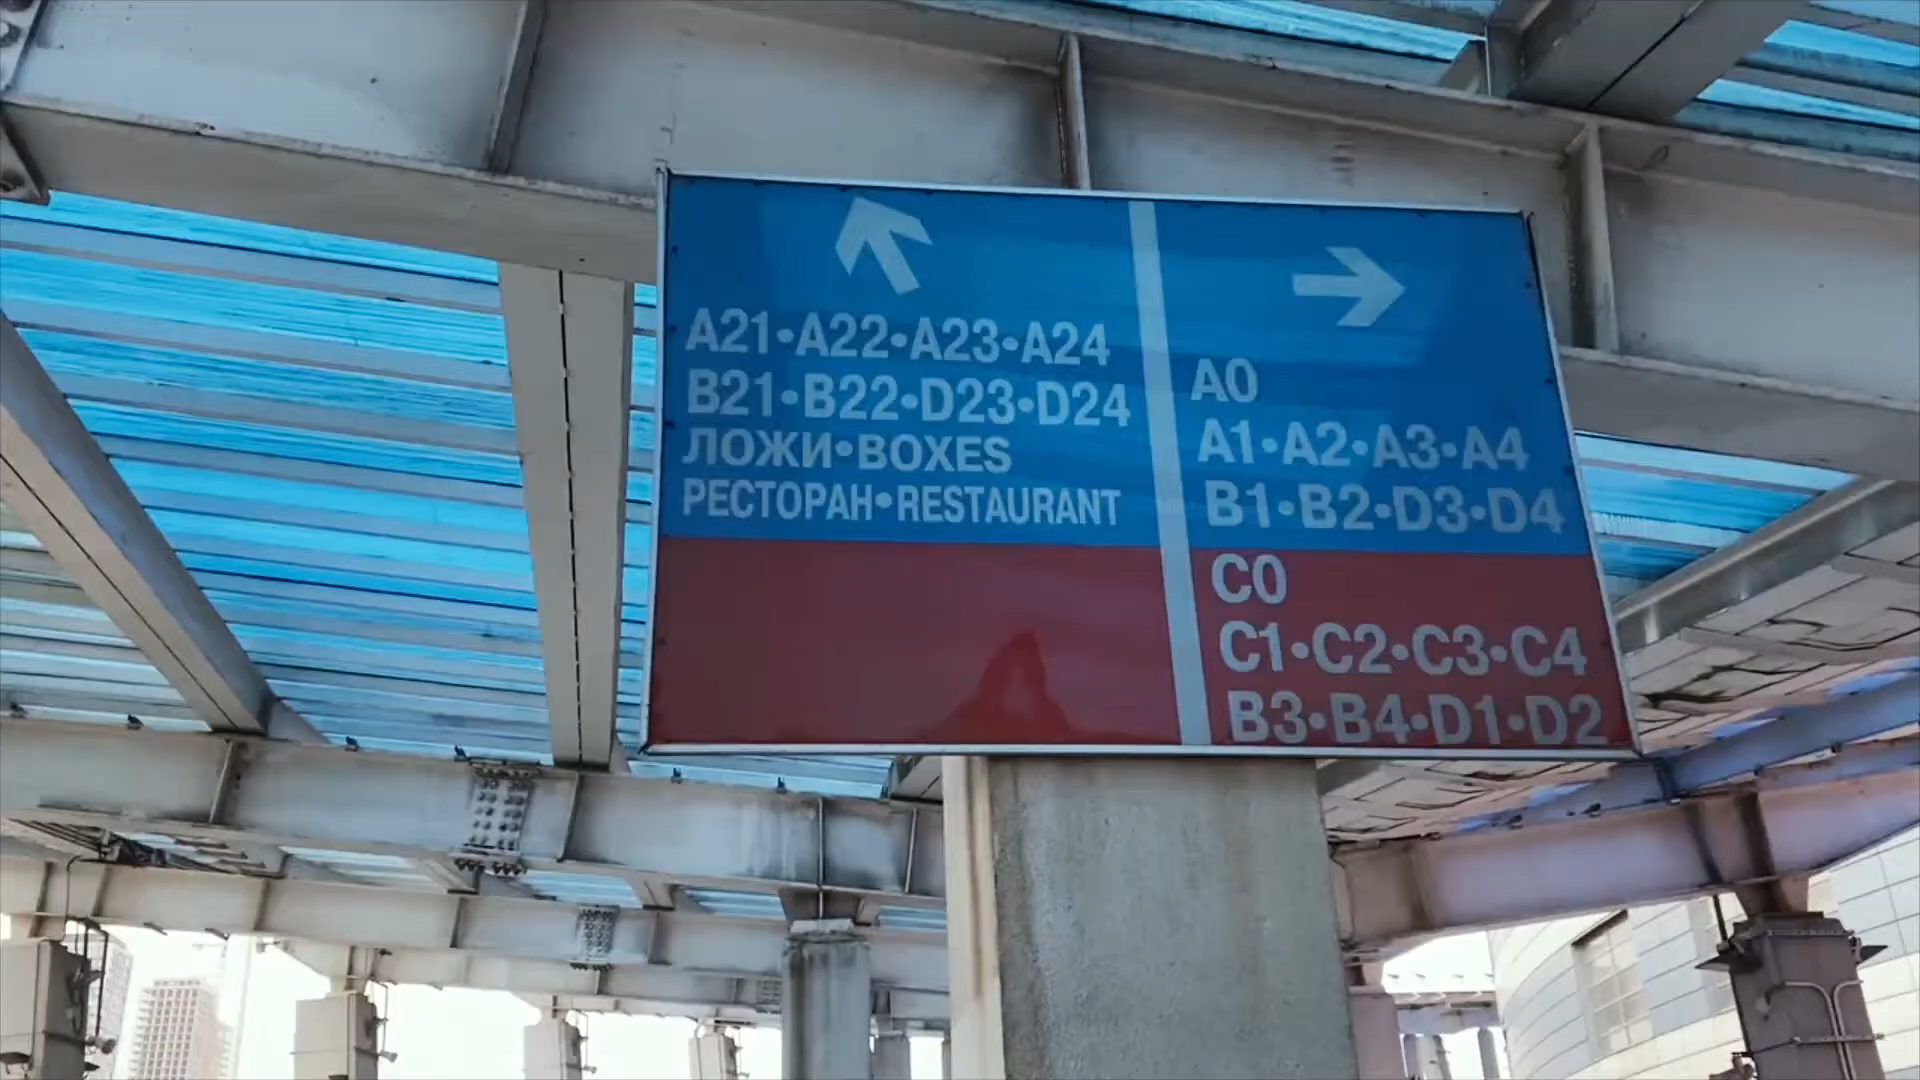 A21•A22•A23•A24
B21•B22•D23•D24
ЛОЖИ•BOXES
РЕСТОРАН•RESTAURANT
A0
A1•A2•A3•A4
B1•B2•D3•D4
C0
C1•C2•C3•C4
B3•B4•D1•D2